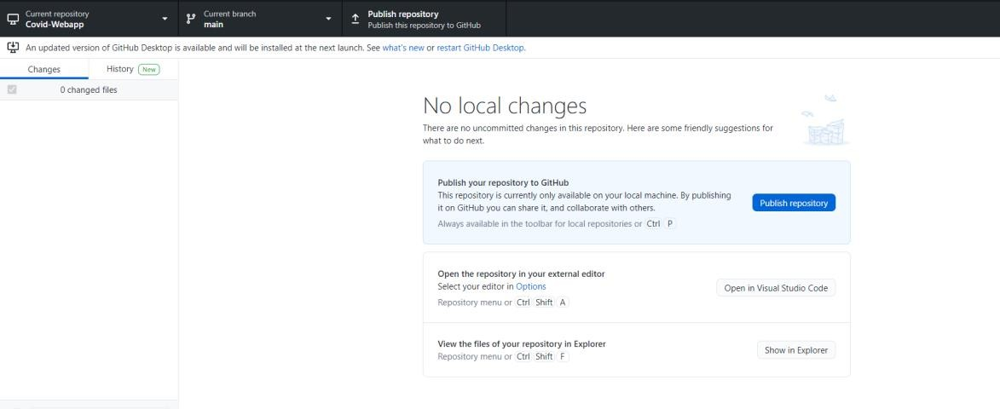 Current repository
Covid-Webapp
Current branch
main
Publish repository
Publish this repository to GitHub
An updated version of GitHub Desktop is available and will be installed at the next launch. See what's new or restart GitHub Desktop.
Changes
History New
0 changed files
No local changes
There are no uncommitted changes in this repository. Here are some friendly suggestions for
what to do next.
Publish your repository to GitHub
This repository is currently only available on your local machine. By publishing
it on GitHub you can share it, and collaborate with others.
Always available in the toolbar for local repositories or Ctrl P
Publish repository
Open the repository in your external editor
Select your editor in Options
Repository menu or Ctrl Shift A
Open in Visual Studio Code
View the files of your repository in Explorer
Repository menu or Ctrl Shift F
Show in Explorer